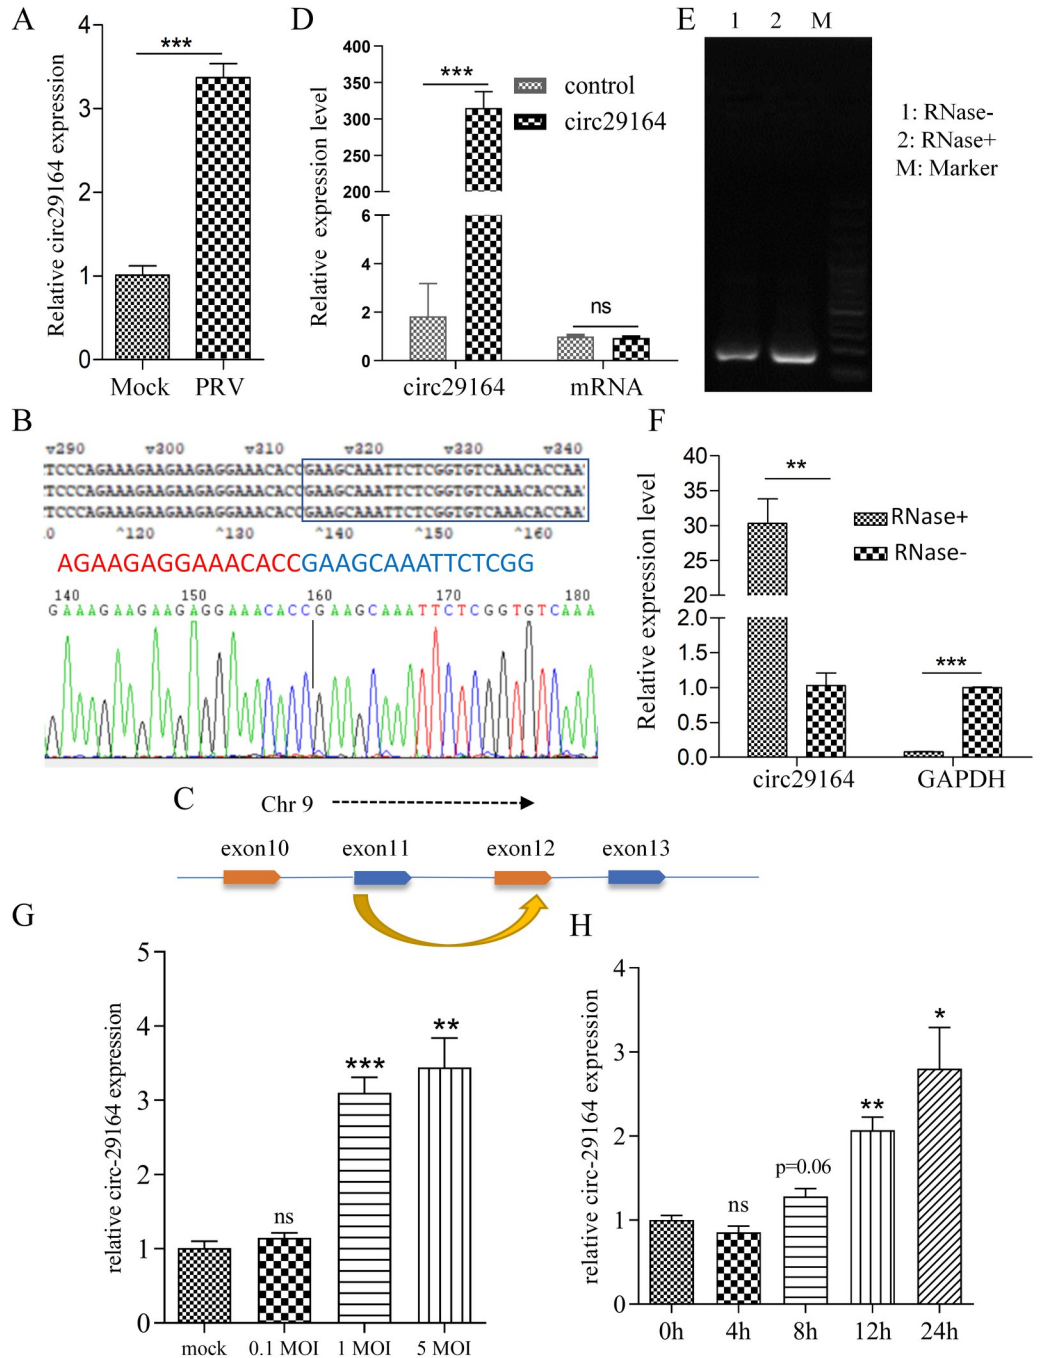 A
Relative circ29164 expression
4
3
2
1
0
***
Mock
PRV
D
Relative expression level
400
350
300
250
200
6
4
2
0
***
ns
control
circ29164
circ29164
mRNA
E
1 2 M
1: RNase-
2: RNase+
M: Marker
B
▿290 ▿300 ▿310 ▿320 ▿330 ▿340
TCCCAGAAAGAAGAAGAGGAAACACCGAAGCAAATTCTCGGTGTCAAACACCAA
TCCCAGAAAGAAGAAGAGGAAACACCGAAGCAAATTCTCGGTGTCAAACACCAA
TCCCAGAAAGAAGAAGAGGAAACACCGAAGCAAATTCTCGGTGTCAAACACCAA
^120 ^130 ^140 ^150 ^160
AGAAGAGGAAACACCGAAGCAAATTCTCGG
140 150 160 170 180
GAAAGAAGAAGAGGAAACACCGAAGCAAATTCTCGGTGTCAAA
F
Relative expression level
40
35
30
25
20
15
10
2.0
1.5
1.0
0.5
0.0
**
***
RNase+
RNase-
circ29164
GAPDH
C
Chr 9
exon10
exon11
exon12
exon13
G
relative circ-29164 expression
5
4
3
2
1
0
ns
***
**
mock
0.1 MOI
1 MOI
5 MOI
H
relative circ-29164 expression
4
3
2
1
0
ns
p=0.06
**
*
0h
4h
8h
12h
24h